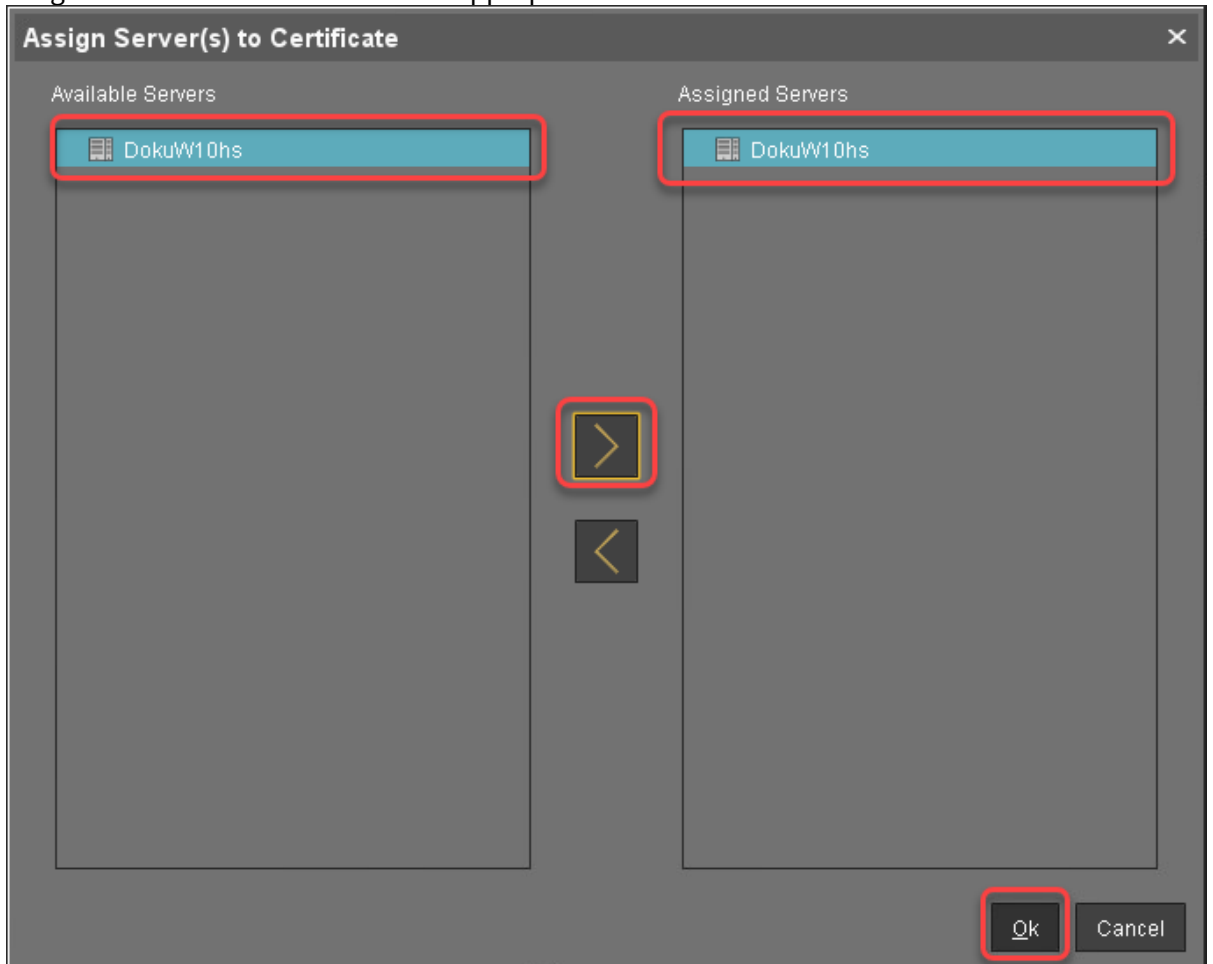 Assign Server(s) to Certificate
Available Servers
Assigned Servers
DokuW10hs
DokuW10hs
Ok
Cancel